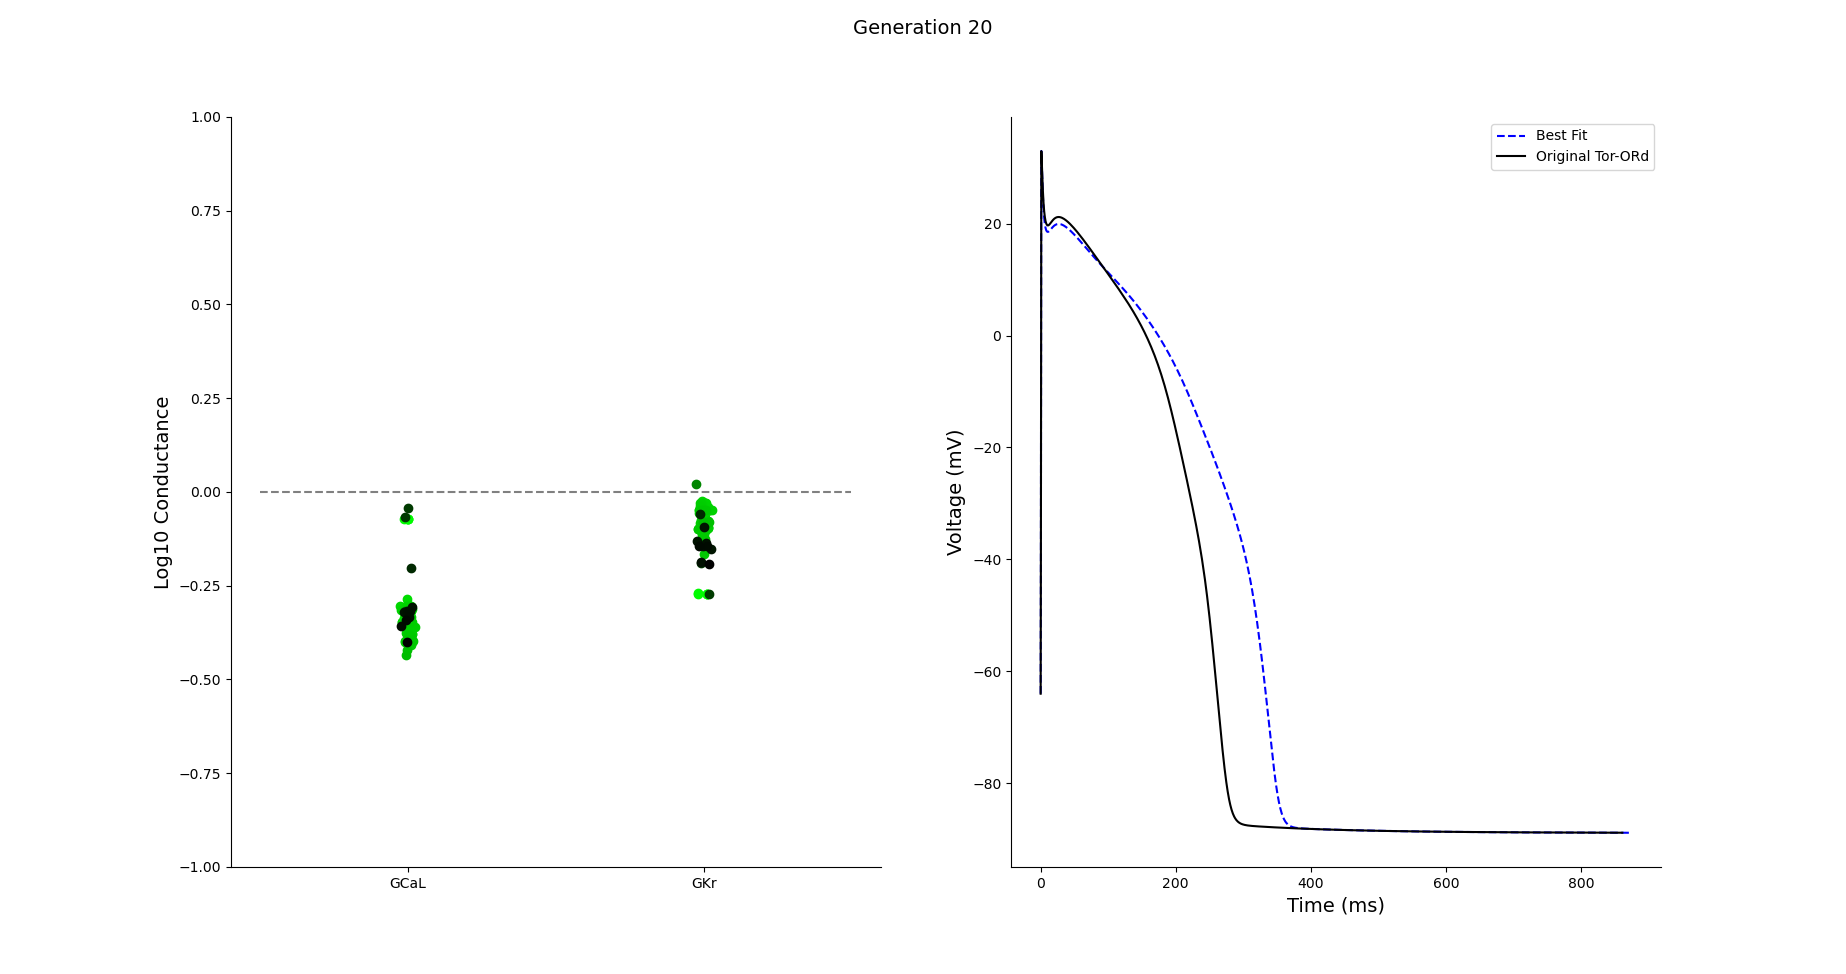 Generation 20
Log10 Conductance
1.00
0.75
0.50
0.25
0.00
−0.25
−0.50
−0.75
−1.00
GCaL
GKr
Voltage (mV)
20
0
−20
−40
−60
−80
0
200
400
600
800
Time (ms)
Best Fit
Original Tor-ORd